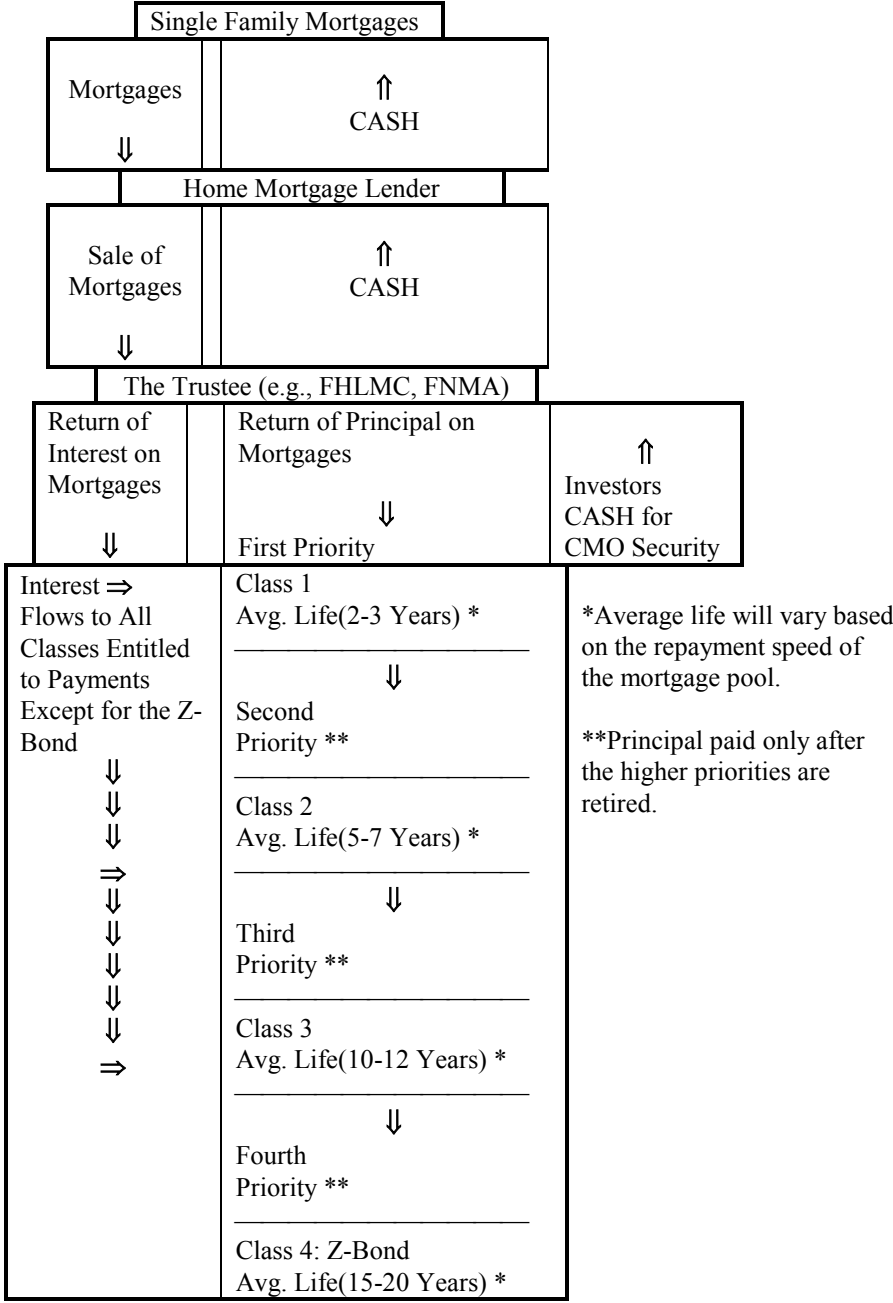 Single Family Mortgages
Mortgages
⇓
⇑
CASH
Home Mortgage Lender
Sale of
Mortgages
⇓
⇑
CASH
The Trustee (e.g., FHLMC, FNMA)
Return of
Interest on
Mortgages
⇓
Return of Principal on
Mortgages
⇓
First Priority
⇑
Investors
CASH for
CMO Security
Interest ⇒
Flows to All
Classes Entitled
to Payments
Except for the Z-
Bond
⇓
⇓
⇓
⇒
⇓
⇓
⇓
⇓
⇓
⇒
Class 1
Avg. Life(2-3 Years) *
⇓
Second
Priority **
Class 2
Avg. Life(5-7 Years) *
⇓
Third
Priority **
Class 3
Avg. Life(10-12 Years) *
⇓
Fourth
Priority **
Class 4: Z-Bond
Avg. Life(15-20 Years) *
*Average life will vary based
on the repayment speed of
the mortgage pool.
**Principal paid only after
the higher priorities are
retired.